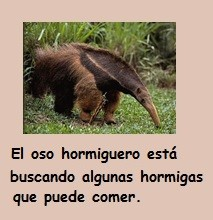 El oso hormiguero está
buscando algunas hormigas
que puede comer.